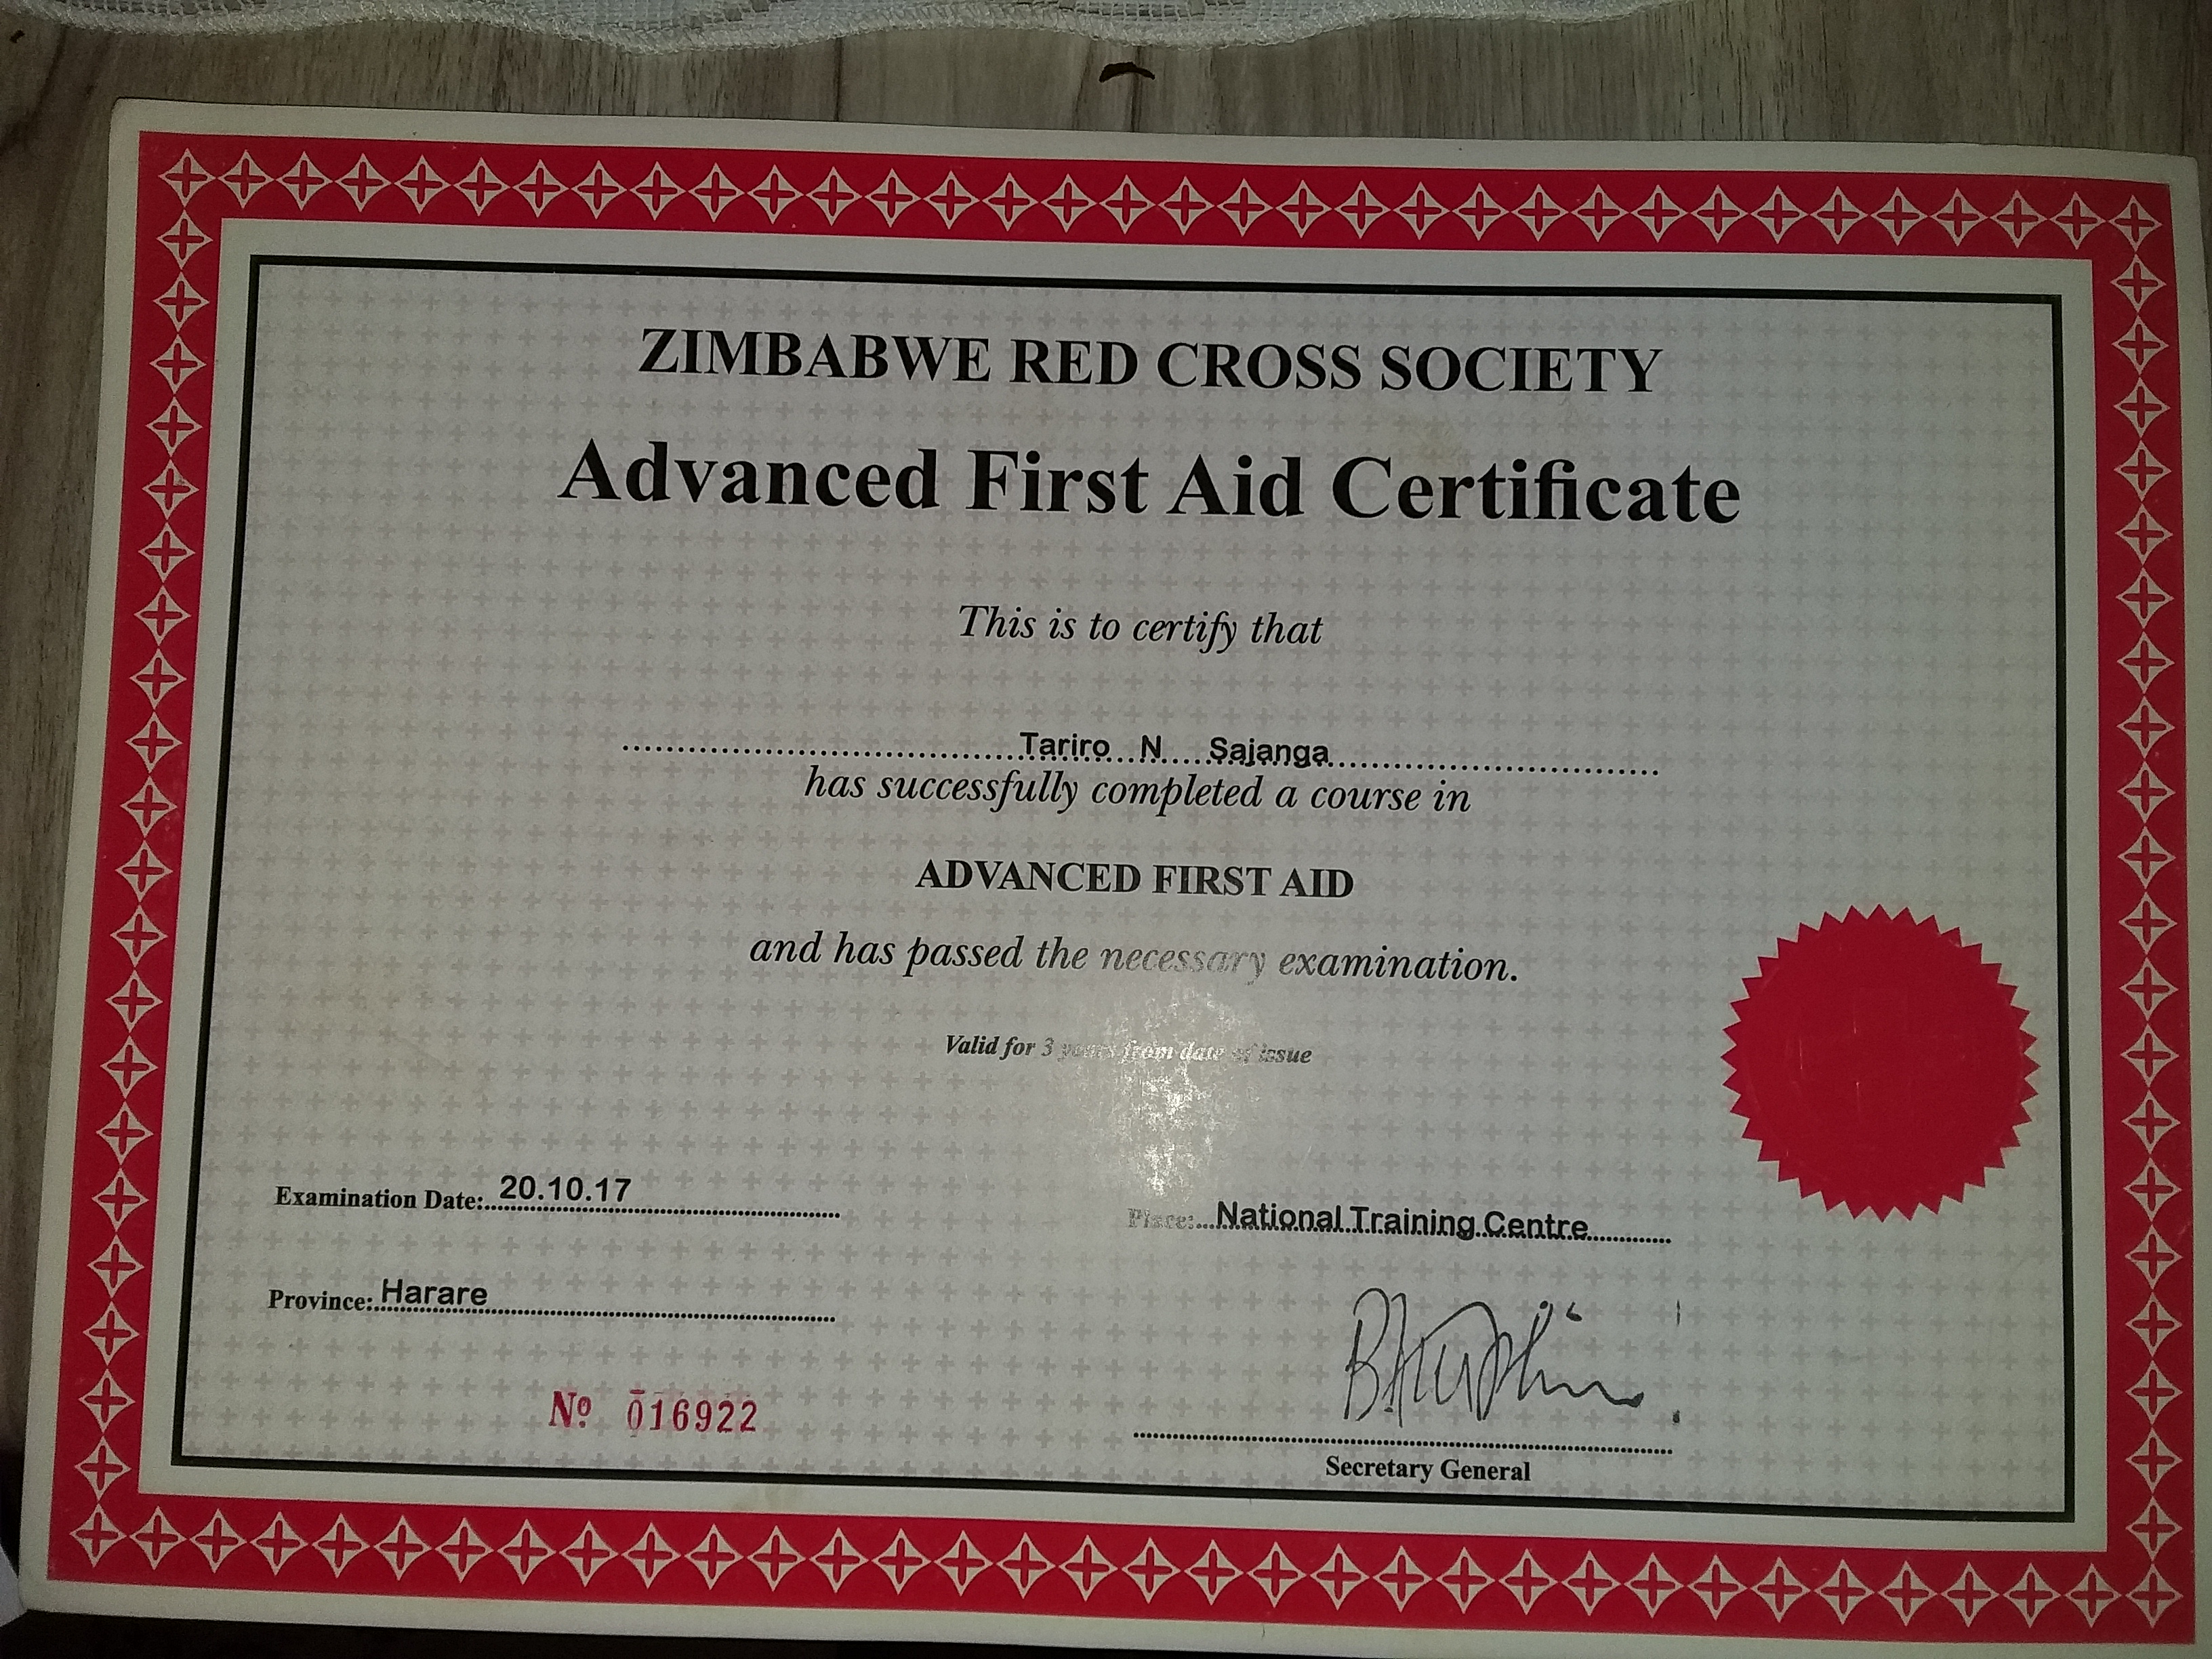 ZIMBABWE RED CROSS SOCIETY
Advanced First Aid Certificate
This is to certify that
Tariro N Sajanga
has successfully completed a course in
ADVANCED FIRST AID
and has passed the necessary examination.
Valid for 3 years from date of issue
Examination Date: 20.10.17
Place: National Training Centre
Province: Harare
Nº 016922
Secretary General